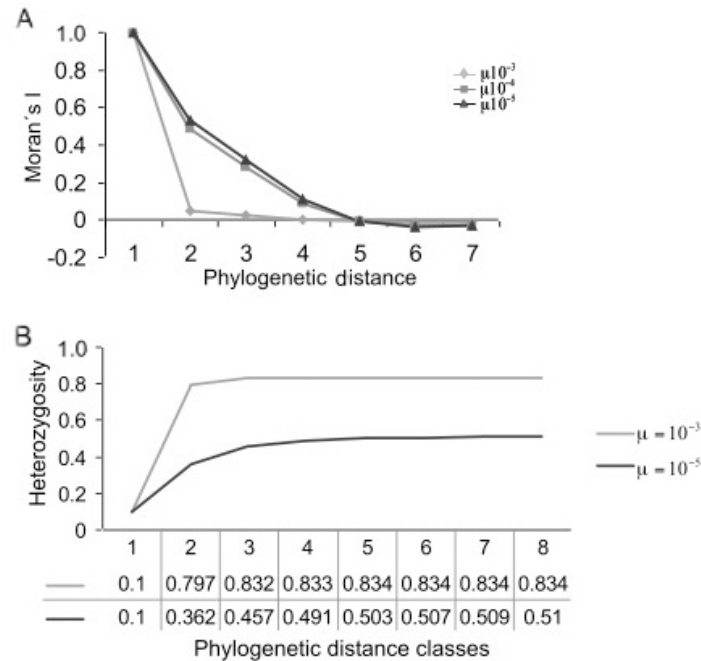 A
1.0
0.8
0.6
0.4
0.2
0
-0.2
Moran´s I
μ10⁻³
μ10⁻⁴
μ10⁻⁵
1 2 3 4 5 6 7
Phylogenetic distance
B
1.0
0.8
0.6
0.4
0.2
0
Heterozygosity
μ = 10⁻³
μ = 10⁻⁵
1 2 3 4 5 6 7 8
0.1 0.797 0.832 0.833 0.834 0.834 0.834 0.834
0.1 0.362 0.457 0.491 0.503 0.507 0.509 0.51
Phylogenetic distance classes